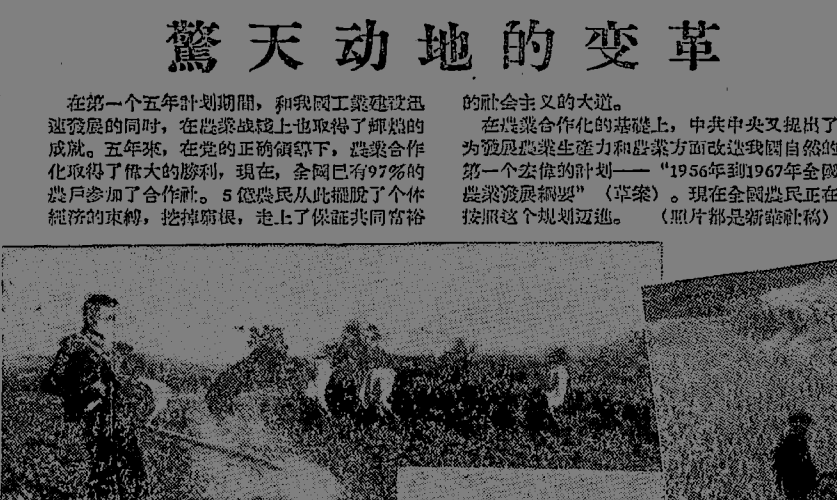 驚天动地的变革
在第一个五年計划期間，和我國工業建設迅
速發展的同时，在農業战綫上也取得了輝煌的
成就。五年來，在党的正确領導下，農業合作
化取得了偉大的勝利，現在，全國已有97%的
農戶参加了合作社。5億農民从此擺脫了个体
經济的束縛，挖掉窮根，走上了保証共同富裕
的社会主义的大道。
在農業合作化的基礎上，中共中央又提出了
为發展農業生產力和農業方面改造我國自然的
第一个宏偉的計划——“1956年到1967年全國
農業發展綱要”（草案）。現在全國農民正在
按照这个規划迈進。　（照片都是新華社稿）